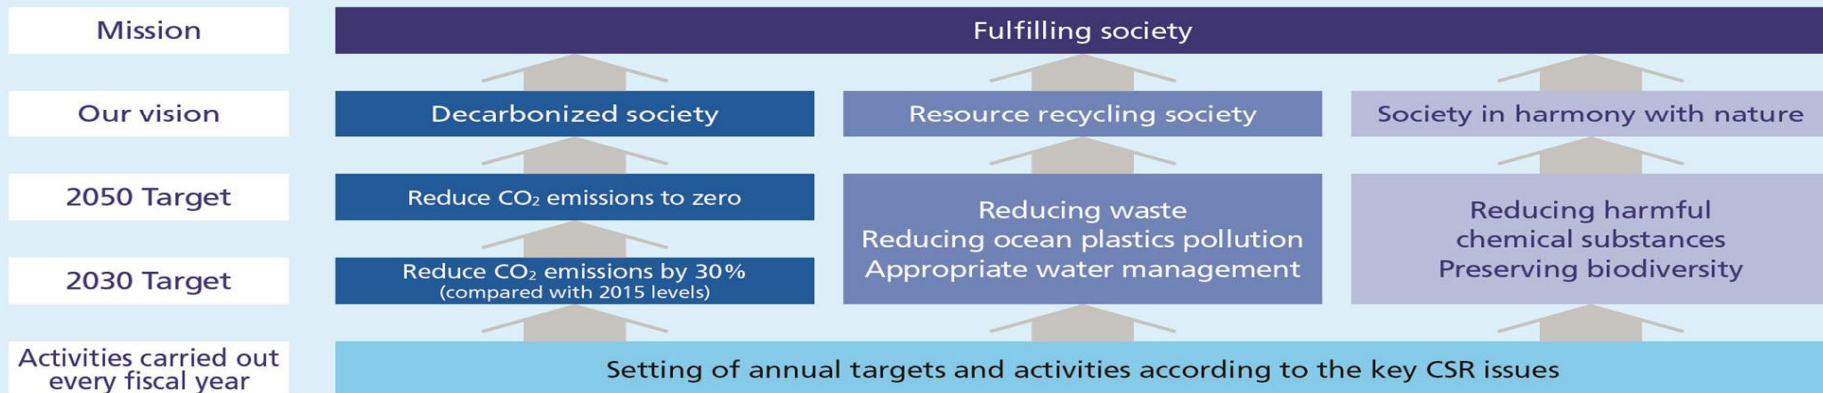 Mission
Fulfilling society
Our vision
Decarbonized society
Resource recycling society
Society in harmony with nature
2050 Target
Reduce CO₂ emissions to zero
2030 Target
Reduce CO₂ emissions by 30%
(compared with 2015 levels)
Reducing waste
Reducing ocean plastics pollution
Appropriate water management
Reducing harmful
chemical substances
Preserving biodiversity
Activities carried out
every fiscal year
Setting of annual targets and activities according to the key CSR issues